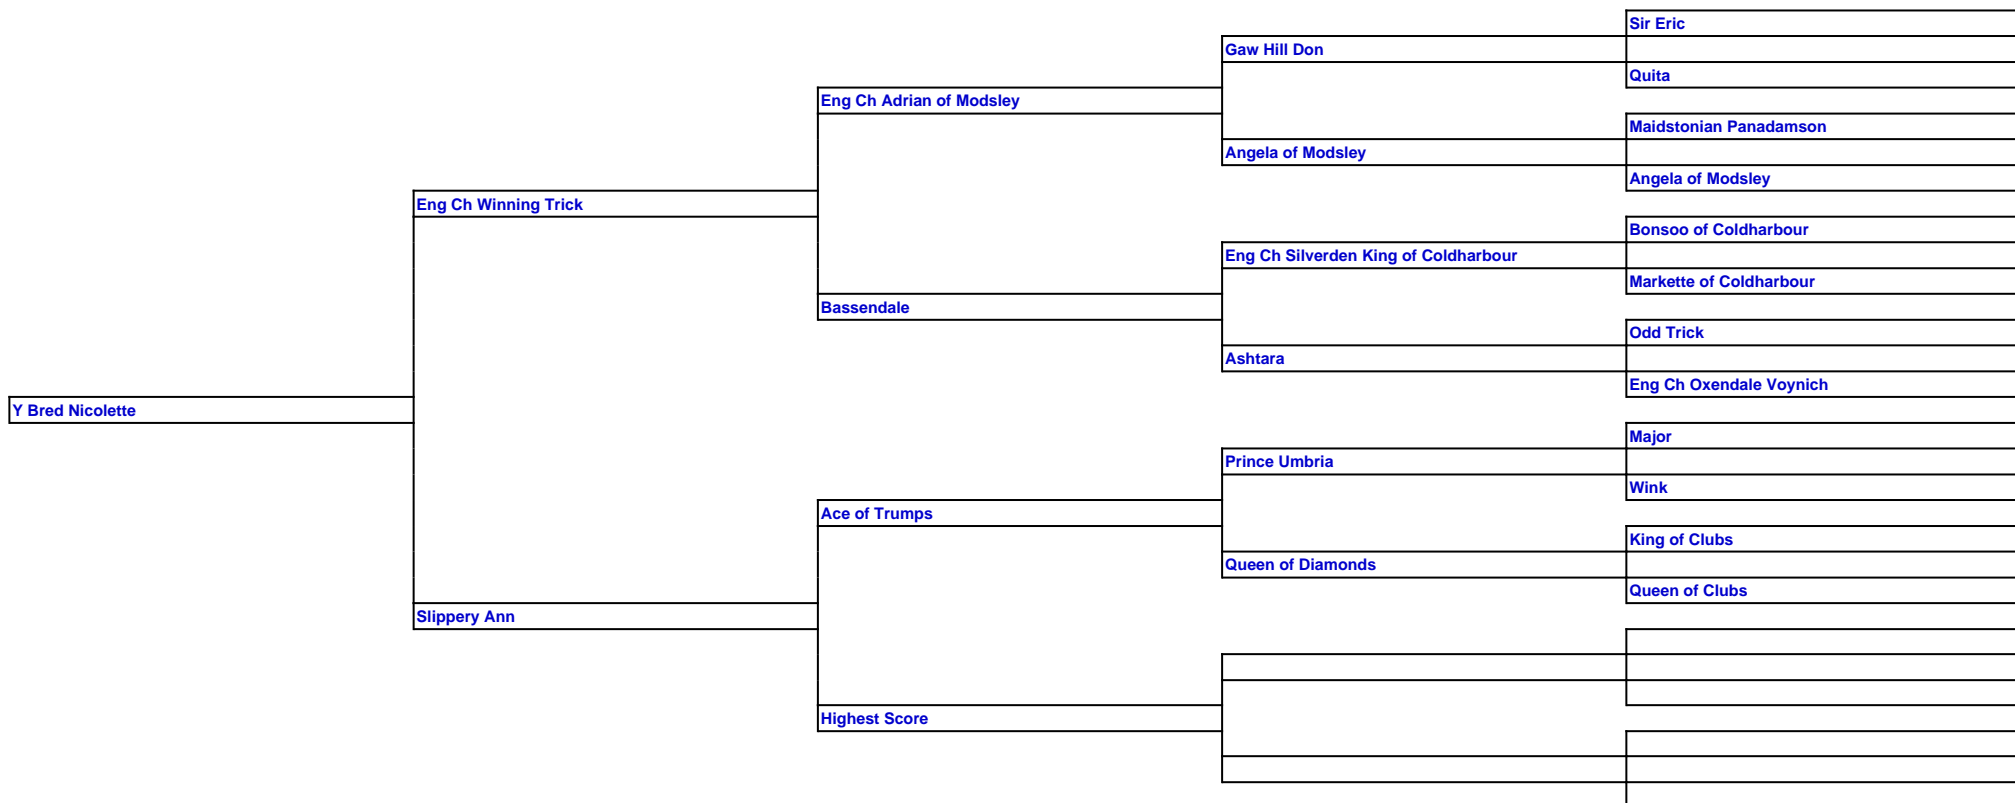 Sir Eric
Gaw Hill Don
Quita
Eng Ch Adrian of Modsley
Maidstonian Panadamson
Angela of Modsley
Angela of Modsley
Eng Ch Winning Trick
Bonsoo of Coldharbour
Eng Ch Silverden King of Coldharbour
Markette of Coldharbour
Bassendale
Odd Trick
Ashtara
Eng Ch Oxendale Voynich
Y Bred Nicolette
Major
Prince Umbria
Wink
Ace of Trumps
King of Clubs
Queen of Diamonds
Queen of Clubs
Slippery Ann
Highest Score